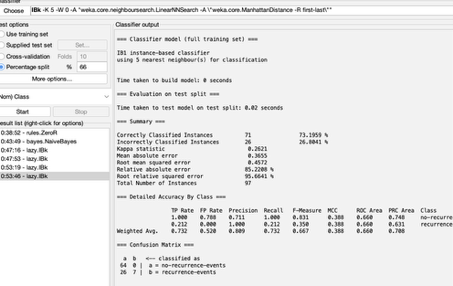 Classifier
Choose IBk -K 5 -W 0 -A "weka.core.neighboursearch.LinearNNSearch -A \"weka.core.ManhattanDistance -R first-last\""
Test options
Use training set
Supplied test set Set...
Cross-validation Folds 10
Percentage split % 66
More options...
(Nom) Class
Start Stop
Result list (right-click for options)
0:38:52 - rules.ZeroR
0:43:49 - bayes.NaiveBayes
0:47:16 - lazy.IBk
0:47:53 - lazy.IBk
0:53:19 - lazy.IBk
0:53:46 - lazy.IBk
Classifier output
=== Classifier model (full training set) ===
IB1 instance-based classifier
using 5 nearest neighbour(s) for classification
Time taken to build model: 0 seconds
=== Evaluation on test split ===
Time taken to test model on test split: 0.02 seconds
=== Summary ===
Correctly Classified Instances 71 73.1959 %
Incorrectly Classified Instances 26 26.8041 %
Kappa statistic 0.2621
Mean absolute error 0.3655
Root mean squared error 0.4572
Relative absolute error 85.2208 %
Root relative squared error 95.6641 %
Total Number of Instances 97
=== Detailed Accuracy By Class ===
TP Rate FP Rate Precision Recall F-Measure MCC ROC Area PRC Area Class
1.000 0.788 0.711 1.000 0.831 0.388 0.660 0.748 no-recurre
0.212 0.000 1.000 0.212 0.350 0.388 0.660 0.631 recurrence
Weighted Avg. 0.732 0.520 0.809 0.732 0.667 0.388 0.660 0.708
=== Confusion Matrix ===
a b <-- classified as
64 0 | a = no-recurrence-events
26 7 | b = recurrence-events